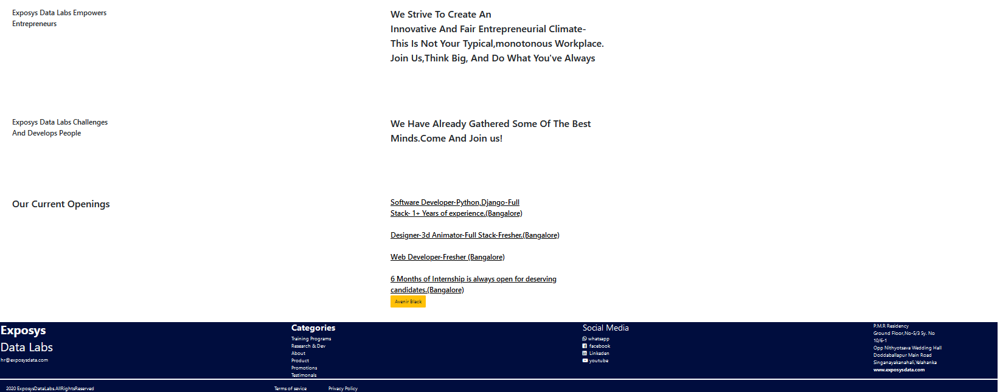 Exposys Data Labs Empowers
Entrepreneurs
We Strive To Create An
Innovative And Fair Entrepreneurial Climate-
This Is Not Your Typical,monotonous Workplace.
Join Us,Think Big, And Do What You've Always
Exposys Data Labs Challenges
And Develops People
We Have Already Gathered Some Of The Best
Minds.Come And Join us!
Our Current Openings
Software Developer-Python,Django-Full
Stack- 1+ Years of experience.(Bangalore)
Designer-3d Animator-Full Stack-Fresher.(Bangalore)
Web Developer-Fresher (Bangalore)
6 Months of Internship is always open for deserving
candidates.(Bangalore)
Avenir Black
Exposys
Data Labs
hr@exposysdata.com
Categories
Training Programs
Research & Dev
About
Product
Promotions
Testimonals
Social Media
whatsapp
facebook
Linkeden
youtube
P.M.R Residency
Ground Floor,No-5/3 Sy. No
10/6-1
Opp Nithyotsava Wedding Hall
Doddaballapur Main Road
Singanayakanahali,Yelahanka
www.exposysdata.com
2020 ExposysDataLabs.AllRightsReserved
Terms of sevice
Privacy Policy